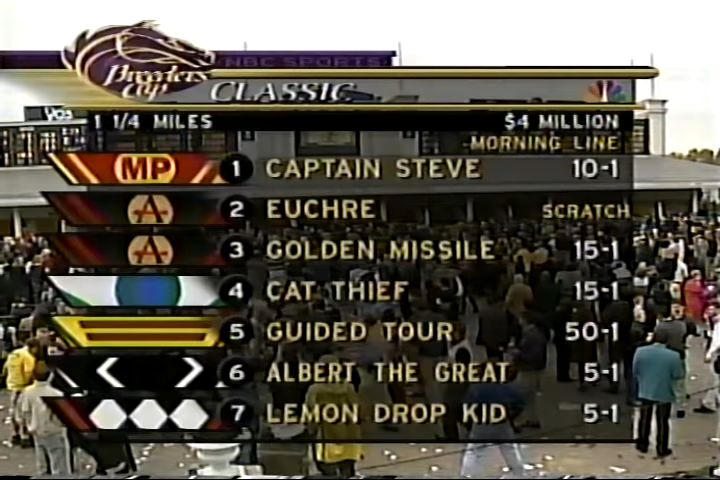 NBC SPORTS
Breeders'
Cup
CLASSIC
1 1/4 MILES $4 MILLION
MORNING LINE
MP 1 CAPTAIN STEVE 10-1
A 2 EUCHRE SCRATCH
A 3 GOLDEN MISSILE 15-1
4 CAT THIEF 15-1
5 GUIDED TOUR 50-1
6 ALBERT THE GREAT 5-1
7 LEMON DROP KID 5-1